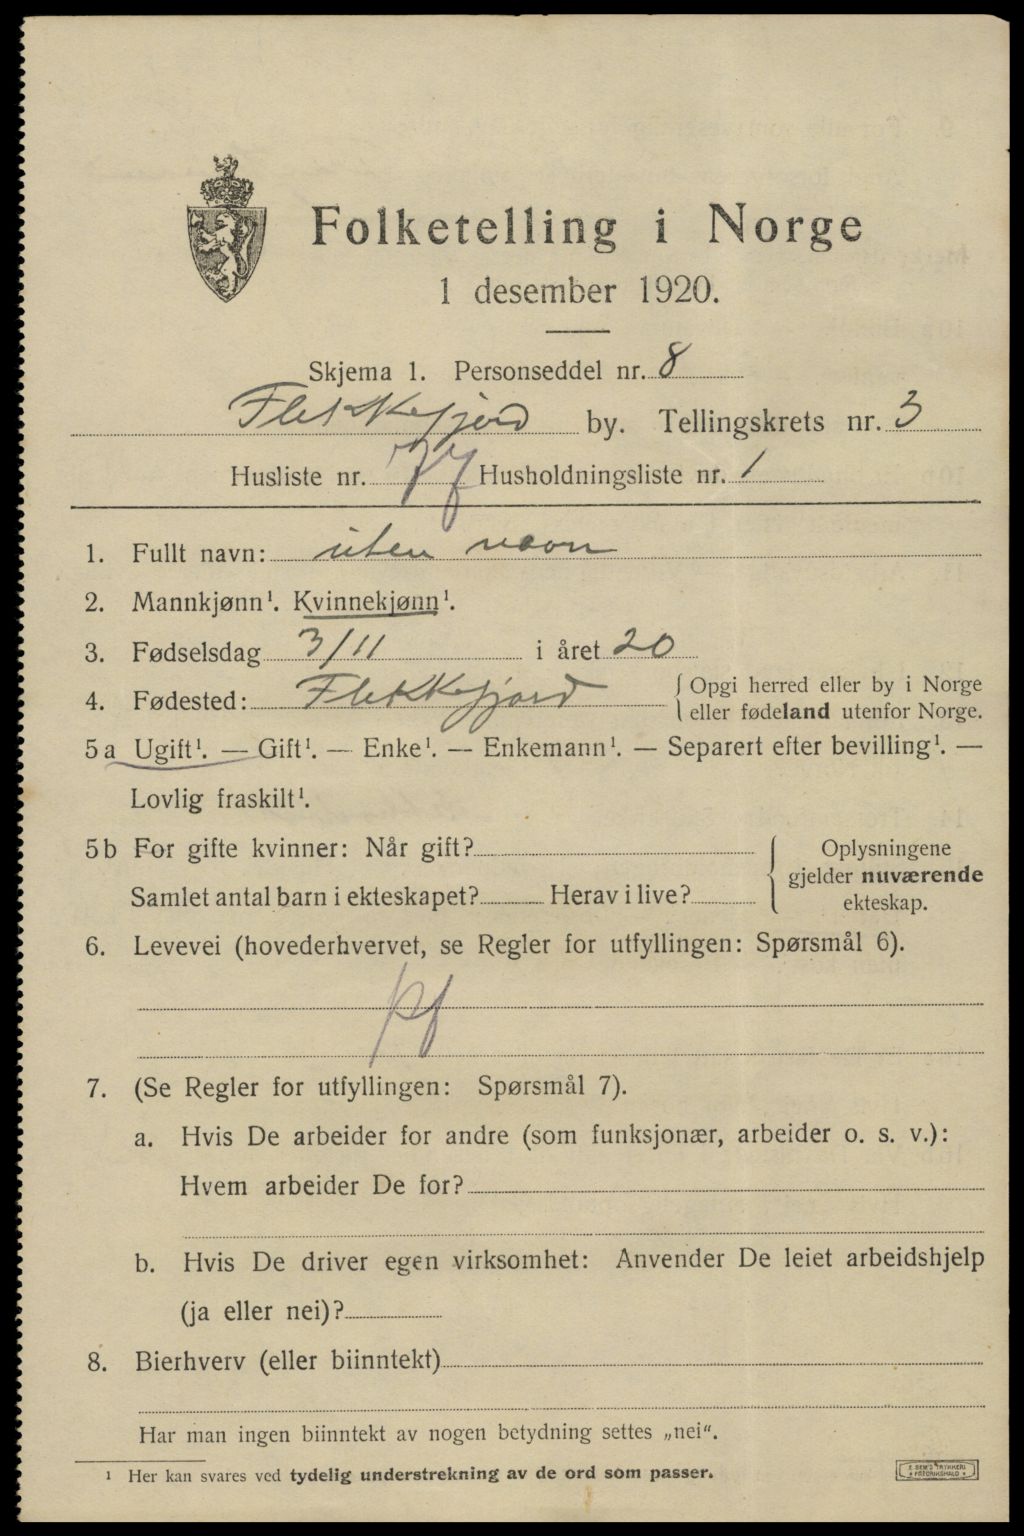 Folketelling i Norge
1 desember 1920.
Skjema 1. Personseddel nr. 8
Flekkefjord by. Tellingskrets nr. 3
Husliste nr. 77 Husholdningsliste nr. 1
1. Fullt navn: uten navn
2. Mannkjønn¹. Kvinnekjønn¹.
3. Fødselsdag 3/11 i året 20
4. Fødested: Flekkefjord { Opgi herred eller by i Norge
eller fødeland utenfor Norge.
5a Ugift¹. — Gift¹. — Enke¹. — Enkemann¹. — Separert efter bevilling¹. —
Lovlig fraskilt¹.
5b For gifte kvinner: Når gift?
Samlet antal barn i ekteskapet? Herav i live?
Oplysningene
gjelder nuværende
ekteskap.
6. Levevei (hovederhvervet, se Regler for utfyllingen: Spørsmål 6).
pf
7. (Se Regler for utfyllingen: Spørsmål 7).
a. Hvis De arbeider for andre (som funksjonær, arbeider o. s. v.):
Hvem arbeider De for?
b. Hvis De driver egen virksomhet: Anvender De leiet arbeidshjelp
(ja eller nei)?
8. Bierhverv (eller biinntekt)
Har man ingen biinntekt av nogen betydning settes „nei“.
¹ Her kan svares ved tydelig understrekning av de ord som passer.
E. SEM'S TRYKKERI
FREDRIKSHALD